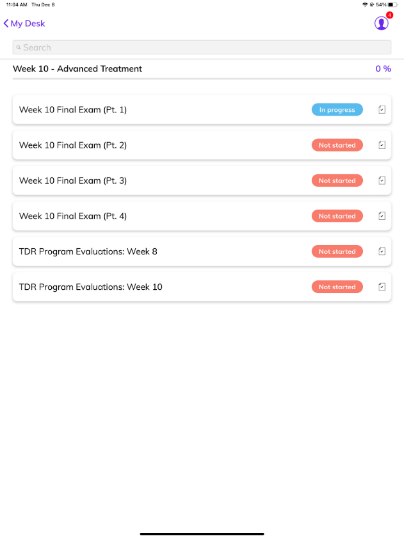 11:34 AM Thu Dec 8
54%
My Desk
Search
Week 10 - Advanced Treatment 0 %
Week 10 Final Exam (Pt. 1) In progress
Week 10 Final Exam (Pt. 2) Not started
Week 10 Final Exam (Pt. 3) Not started
Week 10 Final Exam (Pt. 4) Not started
TDR Program Evaluations: Week 8 Not started
TDR Program Evaluations: Week 10 Not started